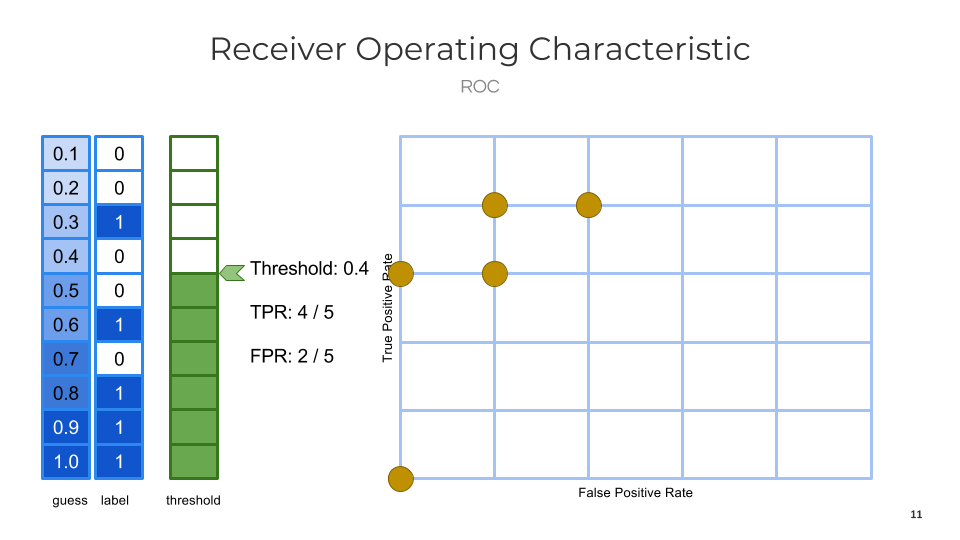 Receiver Operating Characteristic
ROC
0.1 0
0.2 0
0.3 1
0.4 0
0.5 0
0.6 1
0.7 0
0.8 1
0.9 1
1.0 1
guess label threshold
Threshold: 0.4
TPR: 4 / 5
FPR: 2 / 5
True Positive Rate
False Positive Rate
11